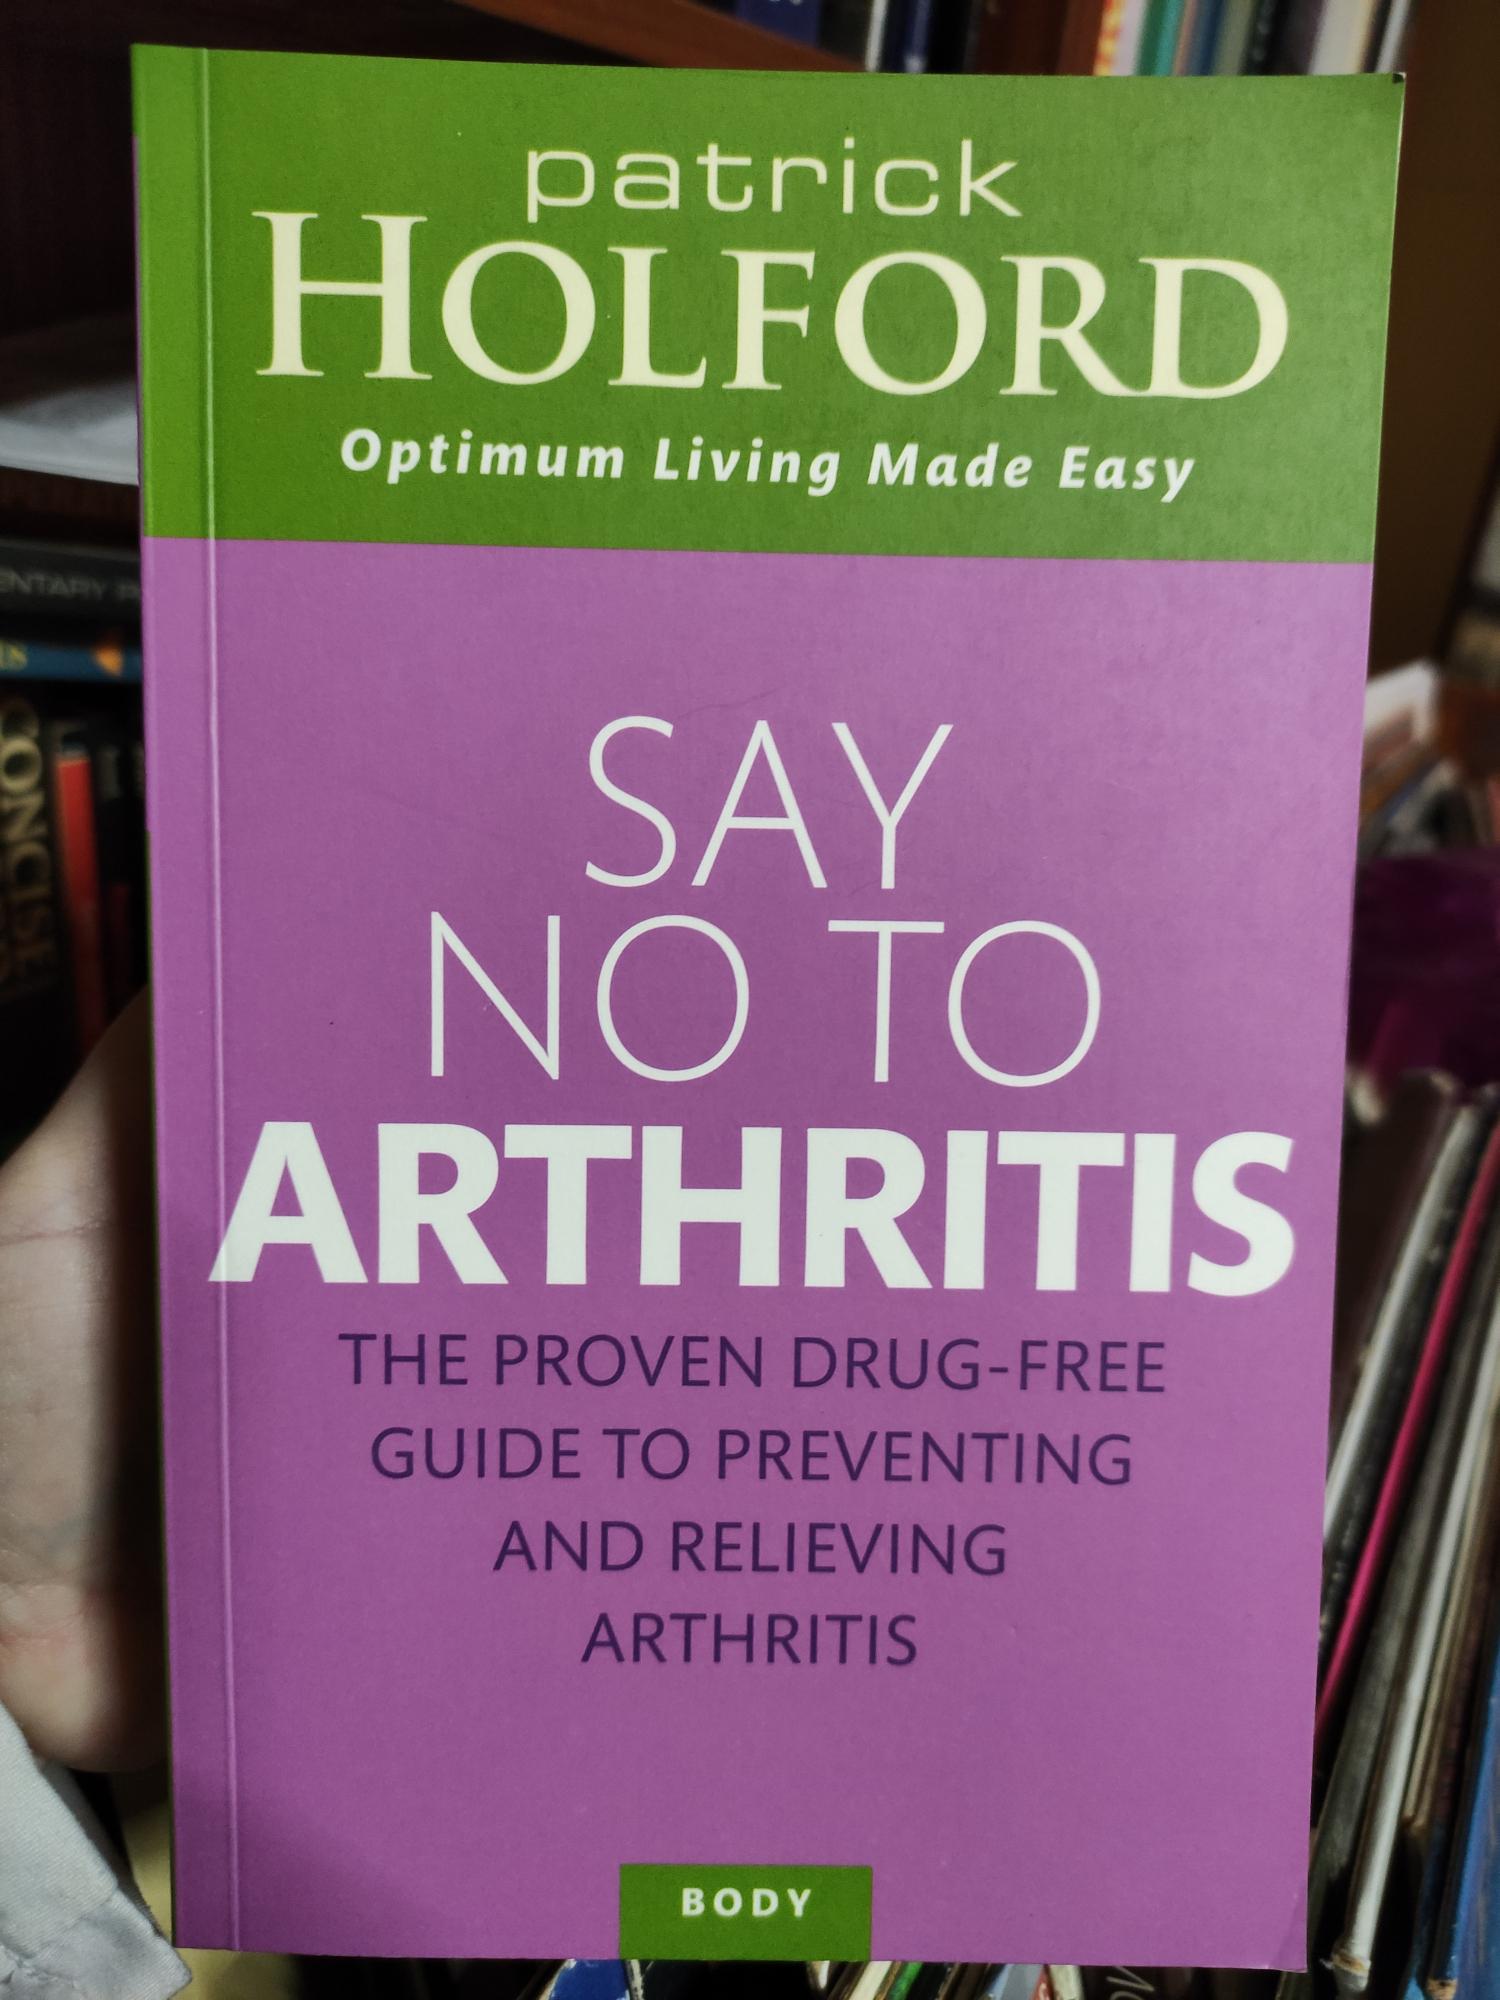 patrick
HOLFORD
Optimum Living Made Easy
SAY
NO TO
ARTHRITIS
THE PROVEN DRUG-FREE
GUIDE TO PREVENTING
AND RELIEVING
ARTHRITIS
BODY
CONCISE